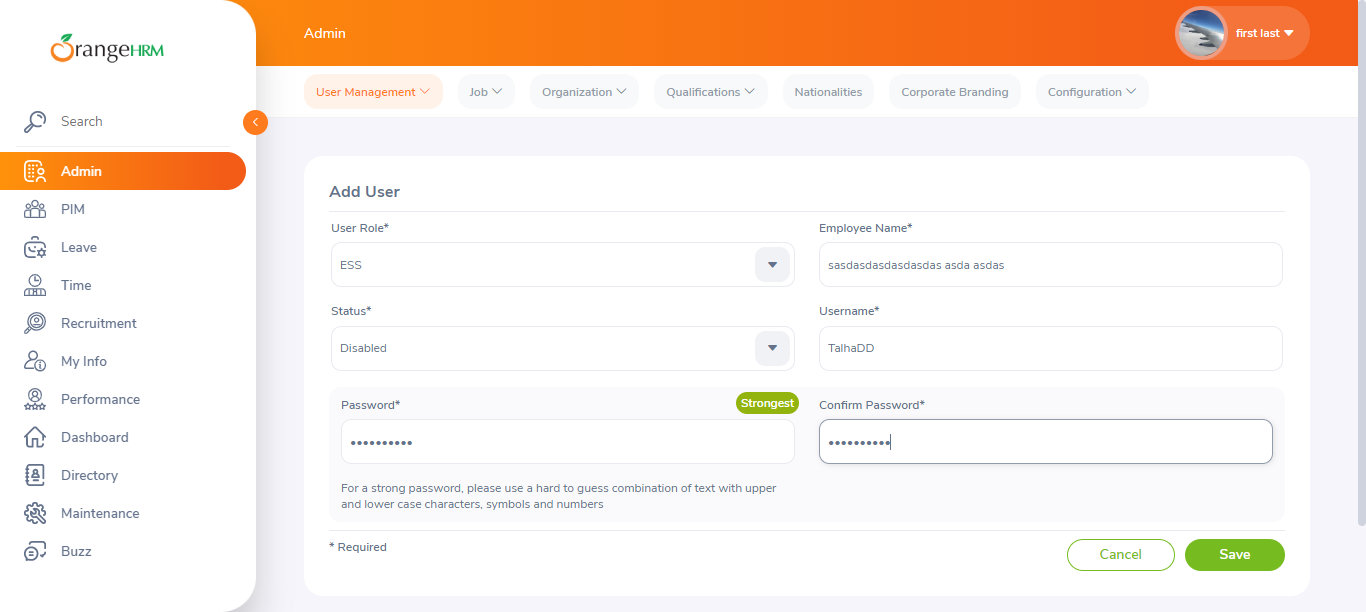 OrangeHRM
Search
Admin
PIM
Leave
Time
Recruitment
My Info
Performance
Dashboard
Directory
Maintenance
Buzz
Admin
first last
User Management
Job
Organization
Qualifications
Nationalities
Corporate Branding
Configuration
Add User
User Role*
ESS
Employee Name*
sasdasdasdasdasdas asda asdas
Status*
Disabled
Username*
TalhaDD
Password*
Strongest
••••••••••
Confirm Password*
••••••••••
For a strong password, please use a hard to guess combination of text with upper
and lower case characters, symbols and numbers
* Required
Cancel
Save